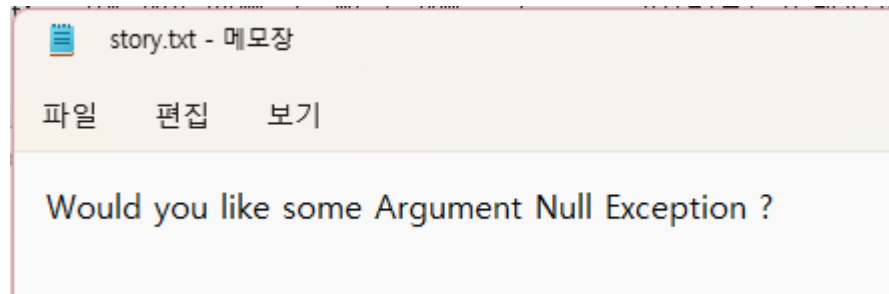 story.txt - 메모장
파일 편집 보기
Would you like some Argument Null Exception ?